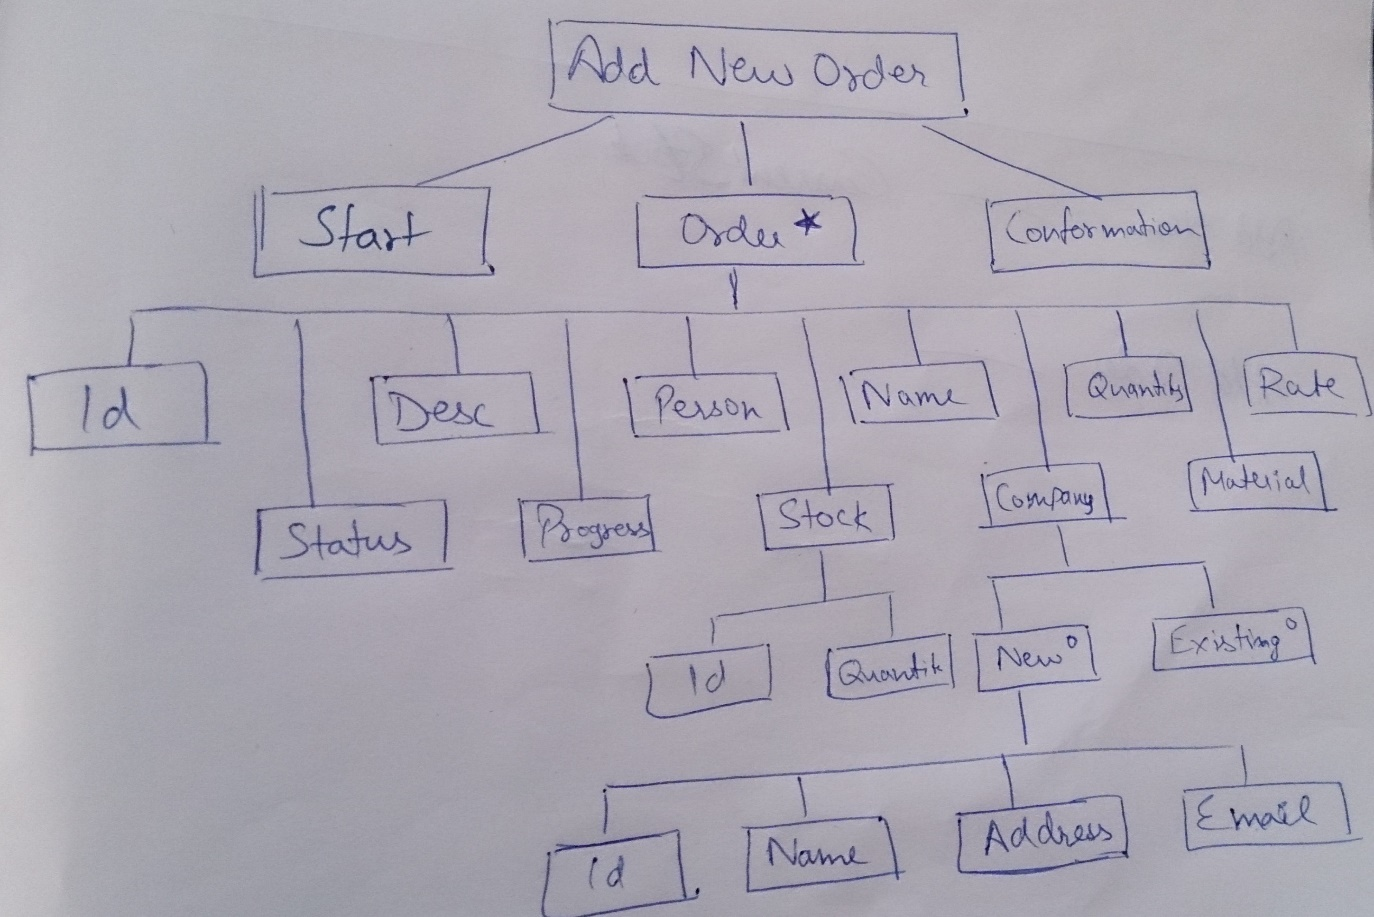 Add New Order
Start
Order *
Conformation
Id
Desc
Person
Name
Quantity
Rate
Status
Progress
Stock
Company
Material
Id
Quantit
New °
Existing °
Id
Name
Address
Email